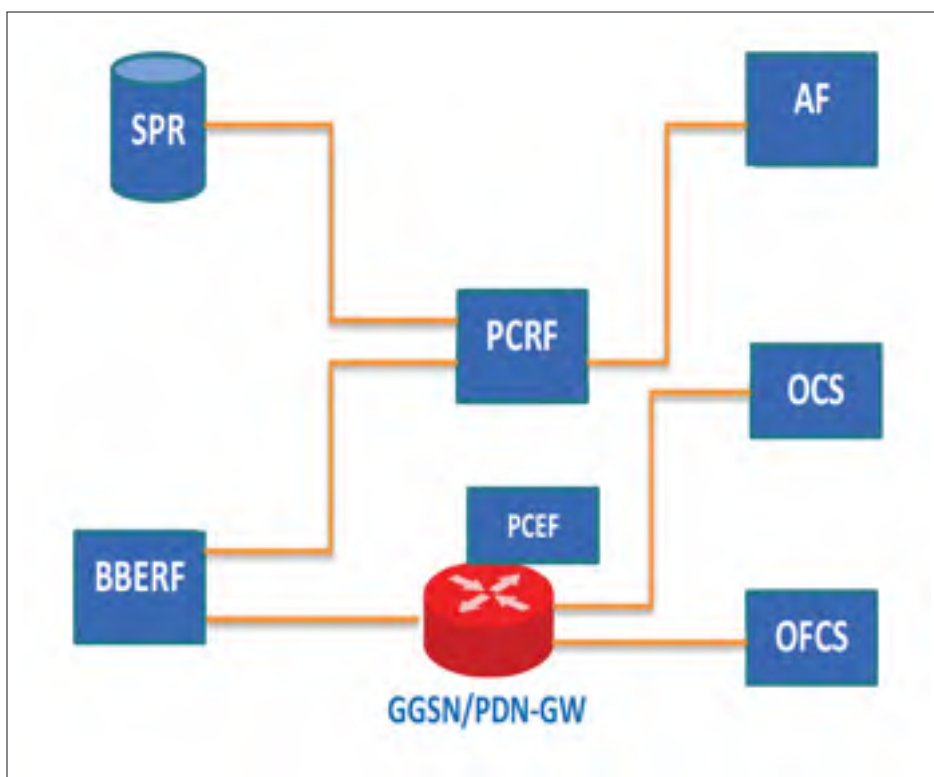 SPR
AF
PCRF
OCS
PCEF
BBERF
OFCS
GGSN/PDN-GW